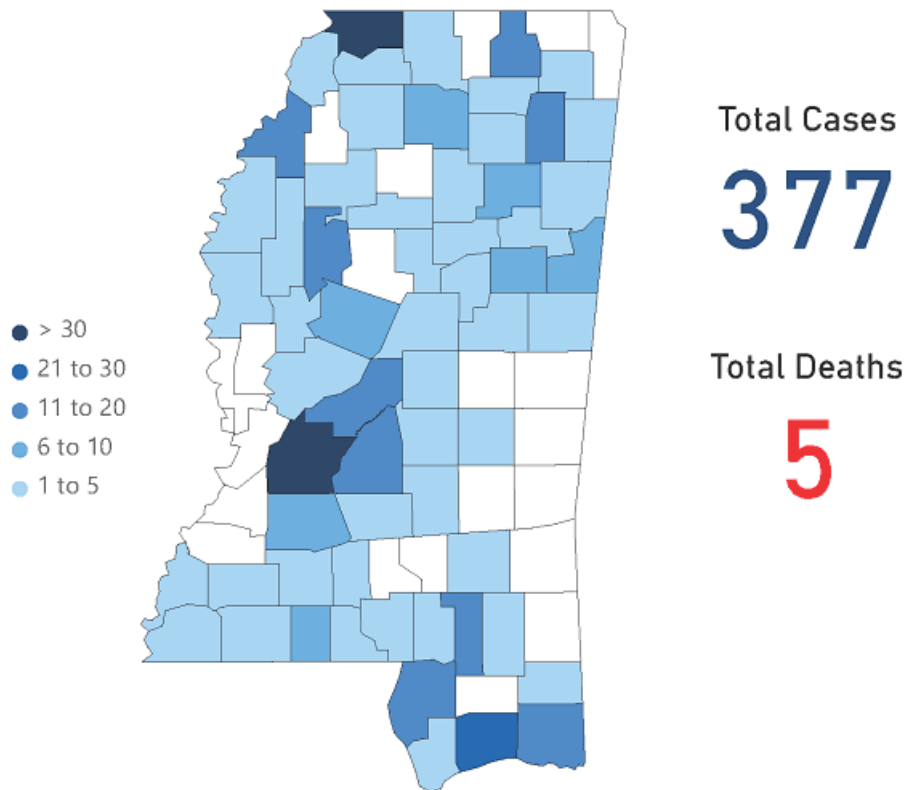 Total Cases
377
> 30
21 to 30
11 to 20
6 to 10
1 to 5
Total Deaths
5